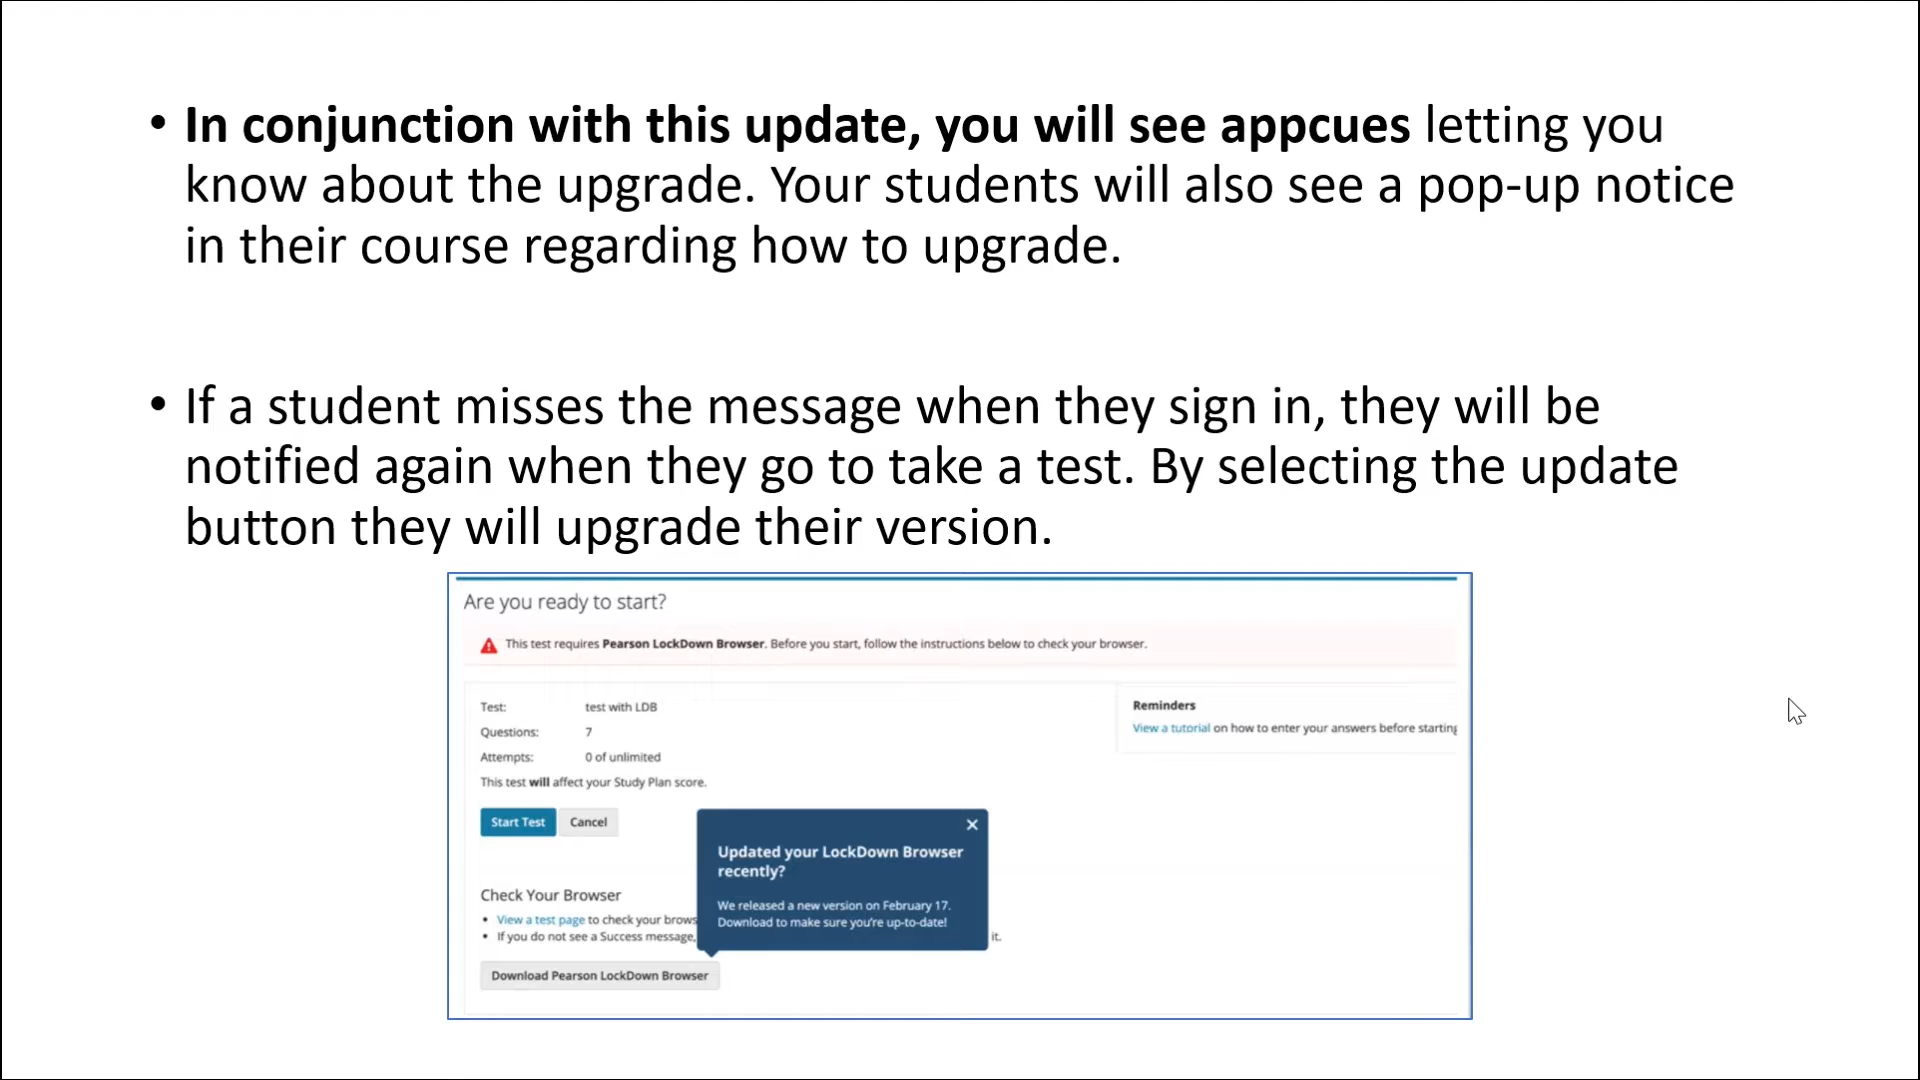 • In conjunction with this update, you will see appcues letting you
know about the upgrade. Your students will also see a pop-up notice
in their course regarding how to upgrade.
• If a student misses the message when they sign in, they will be
notified again when they go to take a test. By selecting the update
button they will upgrade their version.
Are you ready to start?
This test requires Pearson LockDown Browser. Before you start, follow the instructions below to check your browser.
Test: test with LDB
Questions: 7
Attempts: 0 of unlimited
This test will affect your Study Plan score.
Start Test Cancel
Reminders
View a tutorial on how to enter your answers before starting
Updated your LockDown Browser
recently?
We released a new version on February 17.
Download to make sure you're up-to-date!
Check Your Browser
• View a test page to check your brows
• If you do not see a Success message, it.
Download Pearson LockDown Browser